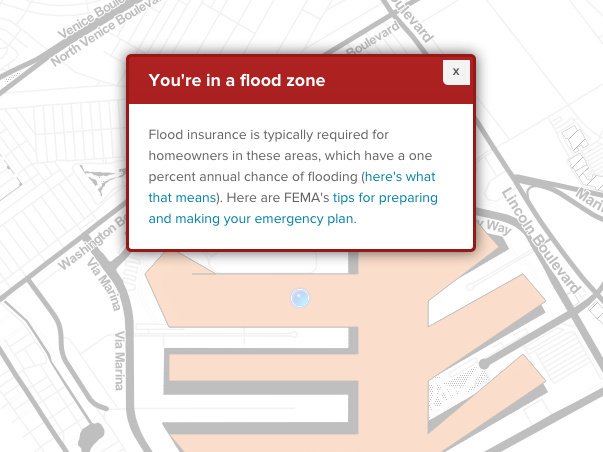 Venice Boulev
North Venice Boulevard
Boulevard
Boulevard
You're in a flood zone
x
Flood insurance is typically required for
homeowners in these areas, which have a one
percent annual chance of flooding (here's what
that means). Here are FEMA's tips for preparing
and making your emergency plan.
Washington B
Via Marina
Via Marina
Lincoln Boulevard
y Way
Mari